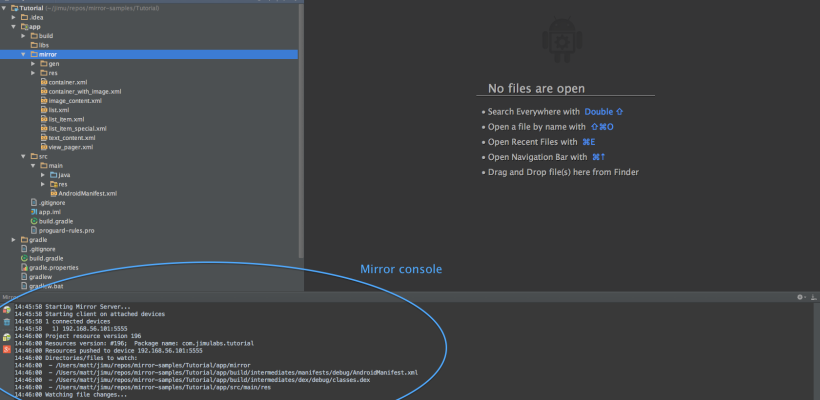 Tutorial (~/jimu/repos/mirror-samples/Tutorial)
.idea
app
build
libs
mirror
gen
res
container.xml
container_with_image.xml
image_content.xml
list.xml
list_item.xml
list_item_special.xml
text_content.xml
view_pager.xml
src
main
java
res
AndroidManifest.xml
.gitignore
app.iml
build.gradle
proguard-rules.pro
gradle
.gitignore
build.gradle
gradle.properties
gradlew
gradlew.bat
No files are open
• Search Everywhere with Double ⇧
• Open a file by name with ⇧⌘O
• Open Recent Files with ⌘E
• Open Navigation Bar with ⌘↑
• Drag and Drop file(s) here from Finder
Mirror console
Mirror
14:45:58 Starting Mirror Server...
14:45:58 Starting client on attached devices
14:45:58 1 connected devices
14:45:58 1) 192.168.56.101:5555
14:46:00 Project resource version 196
14:46:00 Resources version: #196; Package name: com.jimulabs.tutorial
14:46:00 Resources pushed to device 192.168.56.101:5555
14:46:00 Directories/files to watch:
14:46:00 - /Users/matt/jimu/repos/mirror-samples/Tutorial/app/mirror
14:46:00 - /Users/matt/jimu/repos/mirror-samples/Tutorial/app/build/intermediates/manifests/debug/AndroidManifest.xml
14:46:00 - /Users/matt/jimu/repos/mirror-samples/Tutorial/app/build/intermediates/dex/debug/classes.dex
14:46:00 - /Users/matt/jimu/repos/mirror-samples/Tutorial/app/src/main/res
14:46:00 Watching file changes...